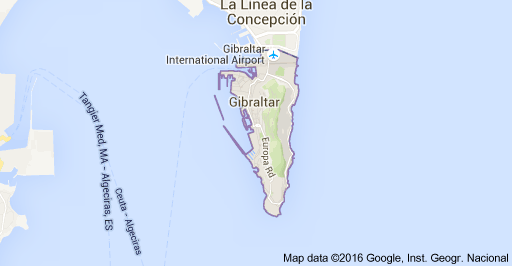 La Línea de la
Concepción
Gibraltar
International Airport
Gibraltar
Europa Rd
Tangier Med, MA - Algeciras, ES
Ceuta - Algeciras
Map data ©2016 Google, Inst. Geogr. Nacional